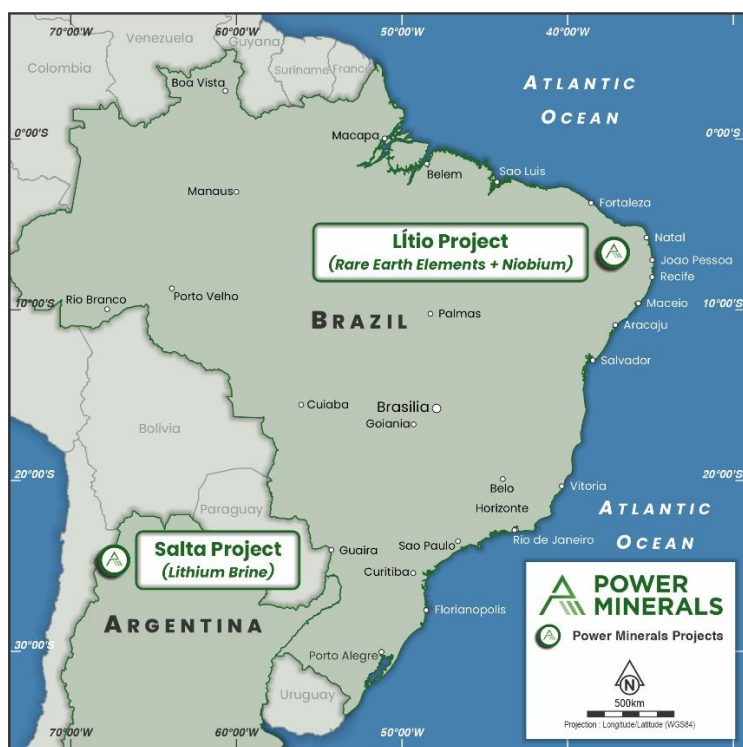 70°00'W
60°00'W
50°00'W
40°00'W
Venezuela
Guyana
Colombia
Suriname
France
Boa Vista
ATLANTIC
OCEAN
0°00'S
0°00'S
Macapa
Belem
Sao Luis
Manaus
Fortaleza
LÍtio Project
(Rare Earth Elements + Niobium)
Natal
Joao Pessoa
Recife
Rio Branco
Porto Velho
Maceio
10°00'S
10°00'S
BRAZIL
Palmas
Aracaju
Salvador
Cuiaba
Brasilia
Goiania
Bolivia
20°00'S
20°00'S
Belo
Horizonte
Vitoria
Paraguay
ATLANTIC
OCEAN
Salta Project
(Lithium Brine)
Guaira
Sao Paulo
Rio de Janeiro
Curitiba
ARGENTINA
Florianopolis
POWER
MINERALS
Power Minerals Projects
30°00'S
Porto Alegre
Uruguay
N
500km
Projection : Longitude/Latitude (WGS84)
70°00'W
60°00'W
50°00'W
40°00'W